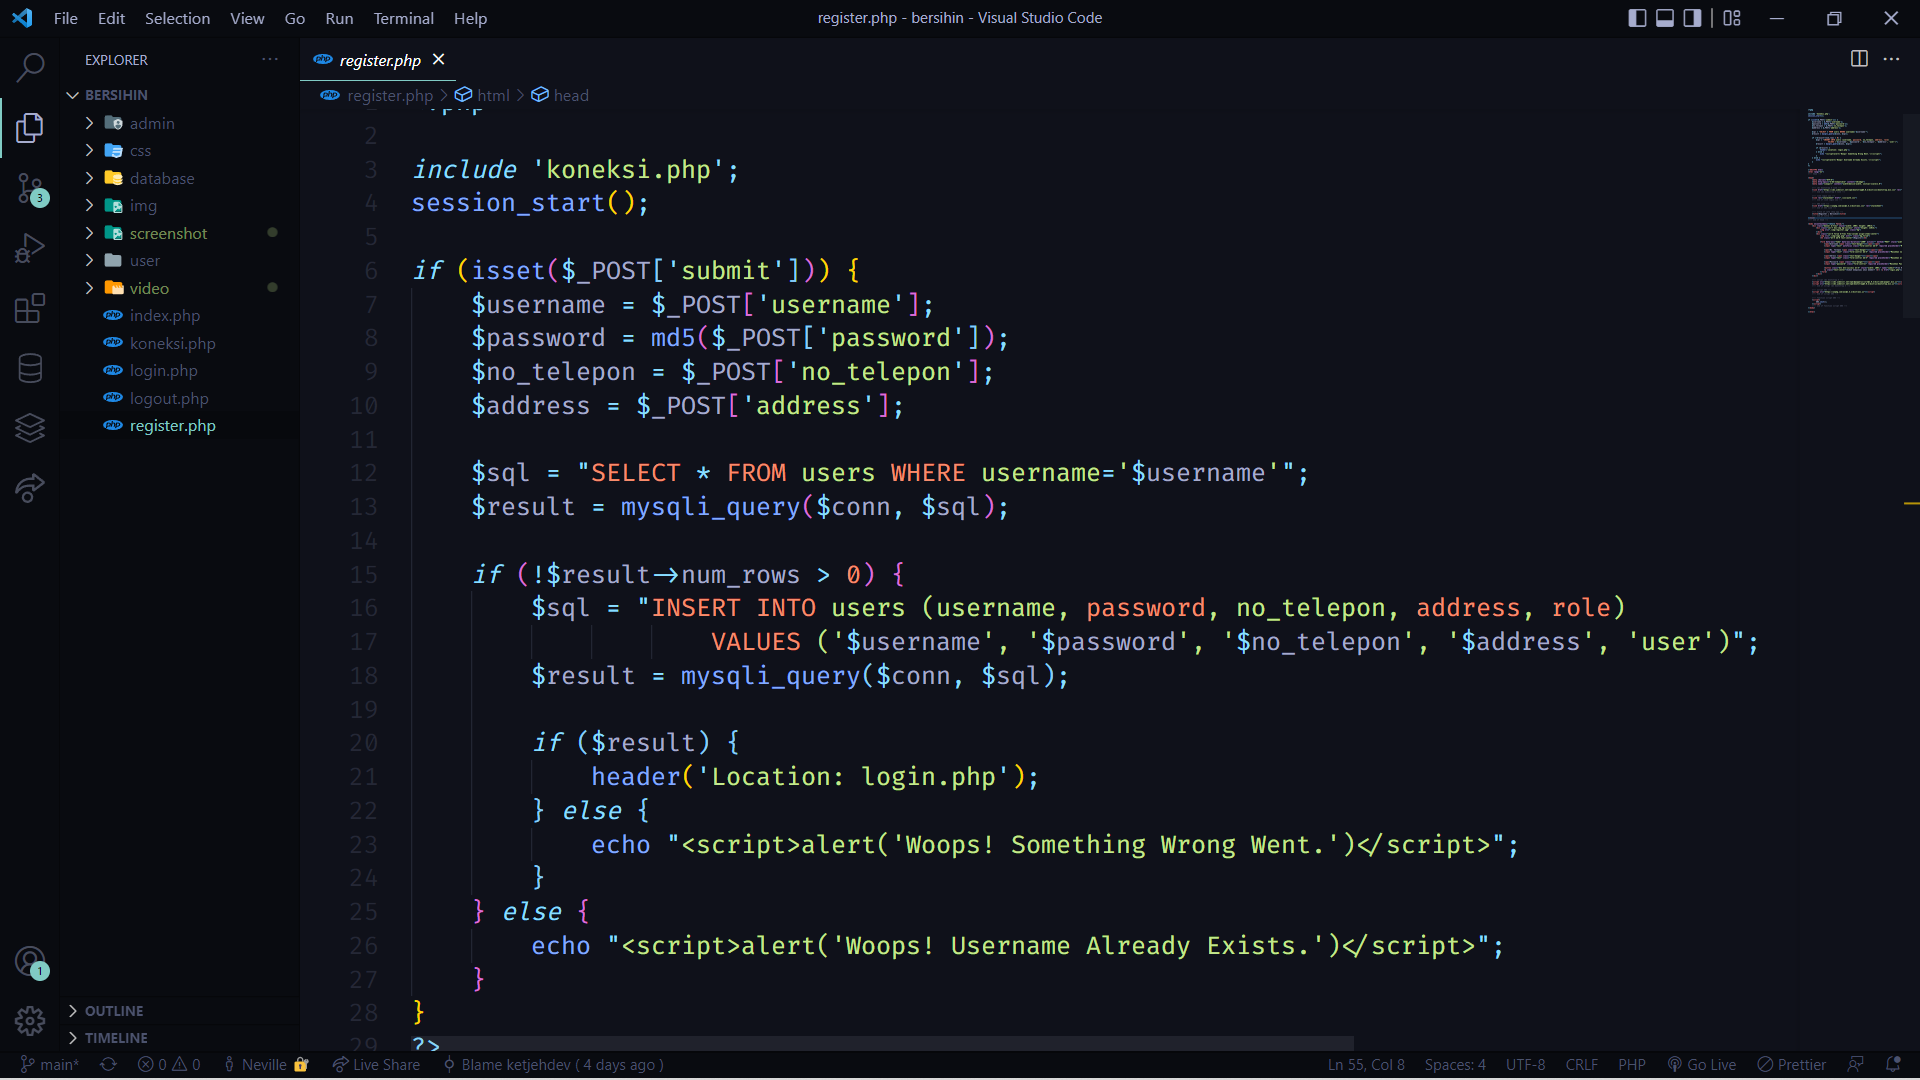 File Edit Selection View Go Run Terminal Help
register.php - bersihin - Visual Studio Code
EXPLORER
BERSIHIN
admin
css
database
img
screenshot
user
video
index.php
koneksi.php
login.php
logout.php
register.php
OUTLINE
TIMELINE
3
1
register.php
register.php > html > head
2
3 include 'koneksi.php';
4 session_start();
5
6 if (isset($_POST['submit'])) {
7 $username = $_POST['username'];
8 $password = md5($_POST['password']);
9 $no_telepon = $_POST['no_telepon'];
10 $address = $_POST['address'];
11
12 $sql = "SELECT * FROM users WHERE username='$username'";
13 $result = mysqli_query($conn, $sql);
14
15 if (!$result->num_rows > 0) {
16 $sql = "INSERT INTO users (username, password, no_telepon, address, role)
17 VALUES ('$username', '$password', '$no_telepon', '$address', 'user')";
18 $result = mysqli_query($conn, $sql);
19
20 if ($result) {
21 header('Location: login.php');
22 } else {
23 echo "<script>alert('Woops! Something Wrong Went.')</script>";
24 }
25 } else {
26 echo "<script>alert('Woops! Username Already Exists.')</script>";
27 }
28 }
29 ?>
main* 0 0 Neville Live Share Blame ketjehdev ( 4 days ago ) Ln 55, Col 8 Spaces: 4 UTF-8 CRLF PHP Go Live Prettier